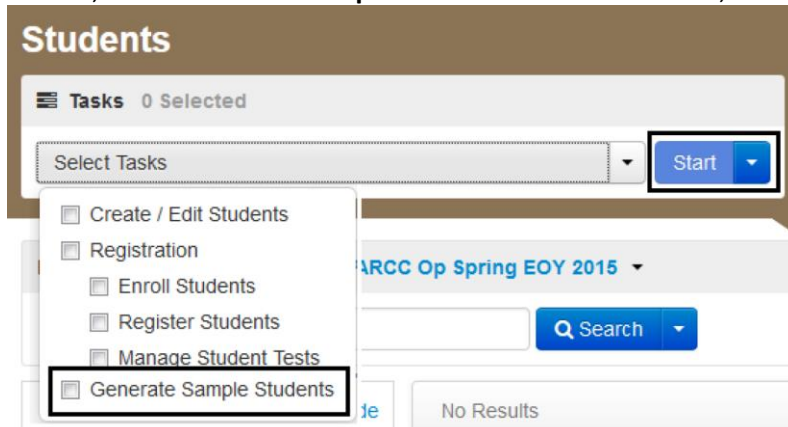 Students
Tasks 0 Selected
Select Tasks
Start
Create / Edit Students
Registration
Enroll Students
Register Students
Manage Student Tests
Generate Sample Students
ARCC Op Spring EOY 2015
Search
No Results